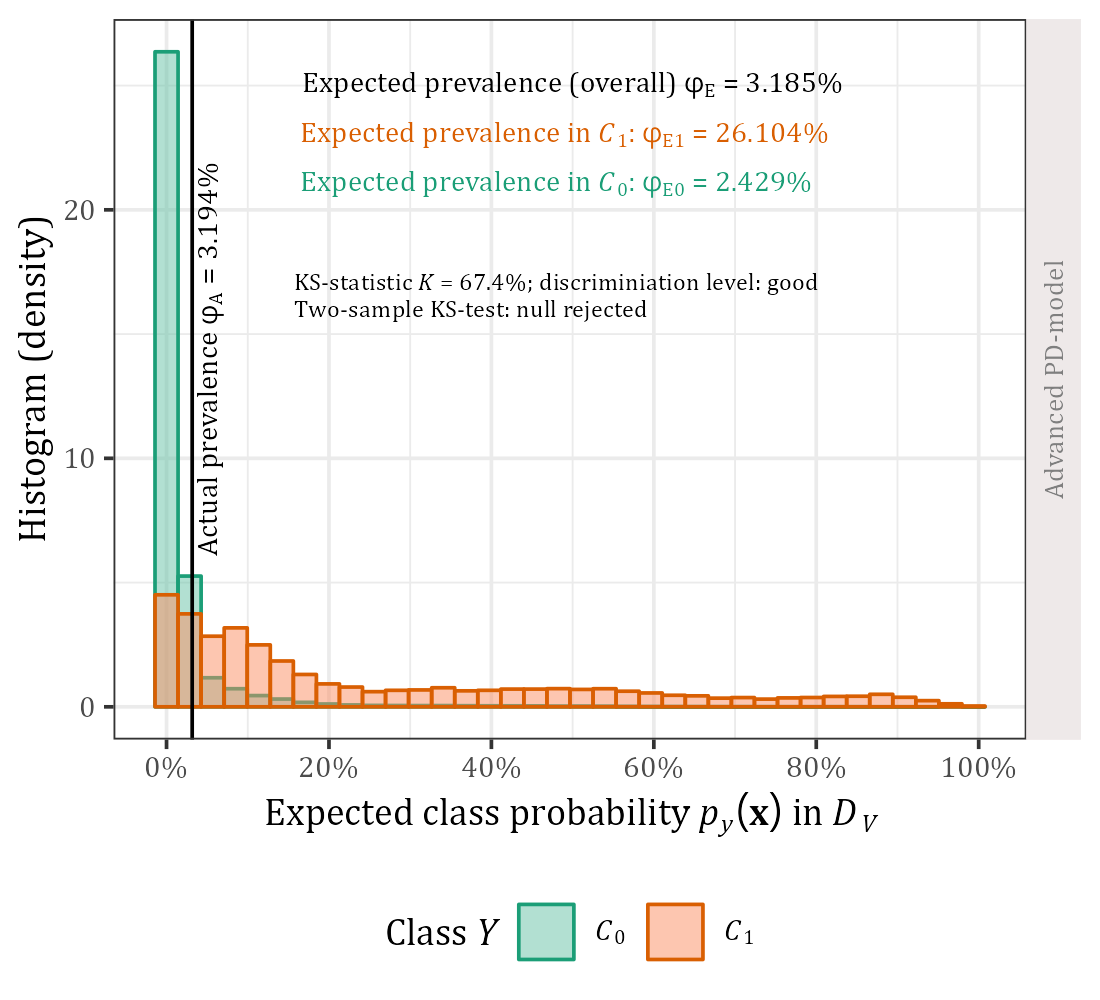 Expected prevalence (overall) φE = 3.185%
Expected prevalence in C1: φE1 = 26.104%
Expected prevalence in C0: φE0 = 2.429%
KS-statistic K = 67.4%; discriminiation level: good
Two-sample KS-test: null rejected
Actual prevalence φA = 3.194%
Histogram (density)
20
10
0
0% 20% 40% 60% 80% 100%
Expected class probability py(x) in DV
Advanced PD-model
Class Y C0 C1